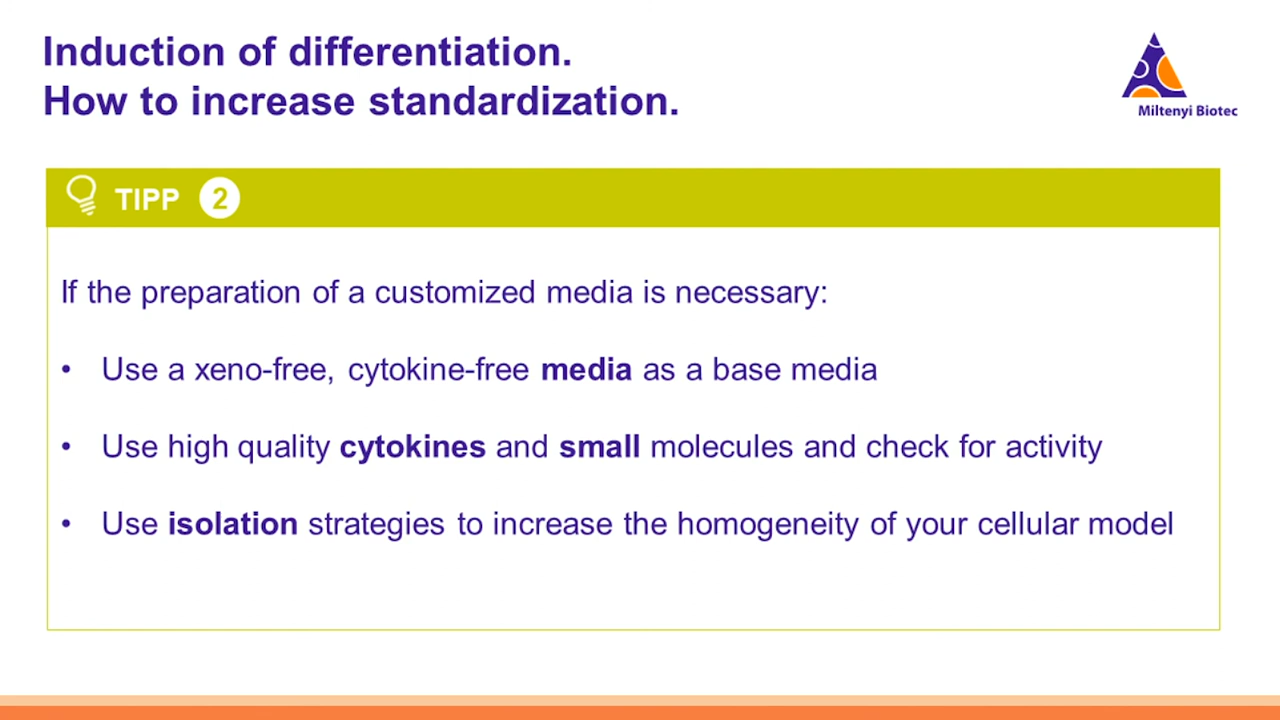 Induction of differentiation.
How to increase standardization.
Miltenyi Biotec
TIPP 2
If the preparation of a customized media is necessary:
• Use a xeno-free, cytokine-free media as a base media
• Use high quality cytokines and small molecules and check for activity
• Use isolation strategies to increase the homogeneity of your cellular model